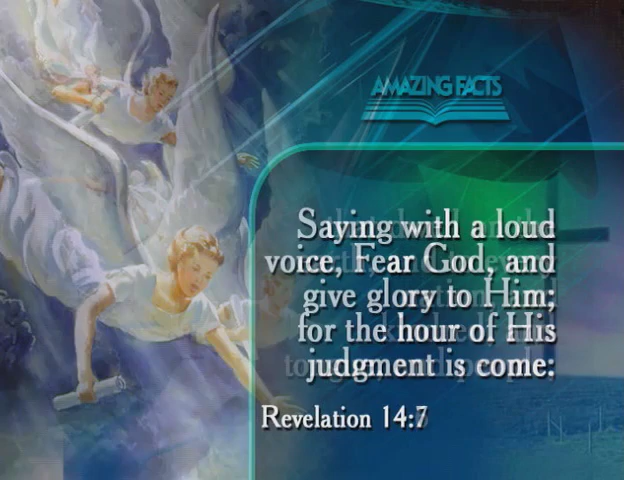 AMAZING FACTS
Saying with a loud
voice, Fear God, and
give glory to Him;
for the hour of His
judgment is come:
Revelation 14:7